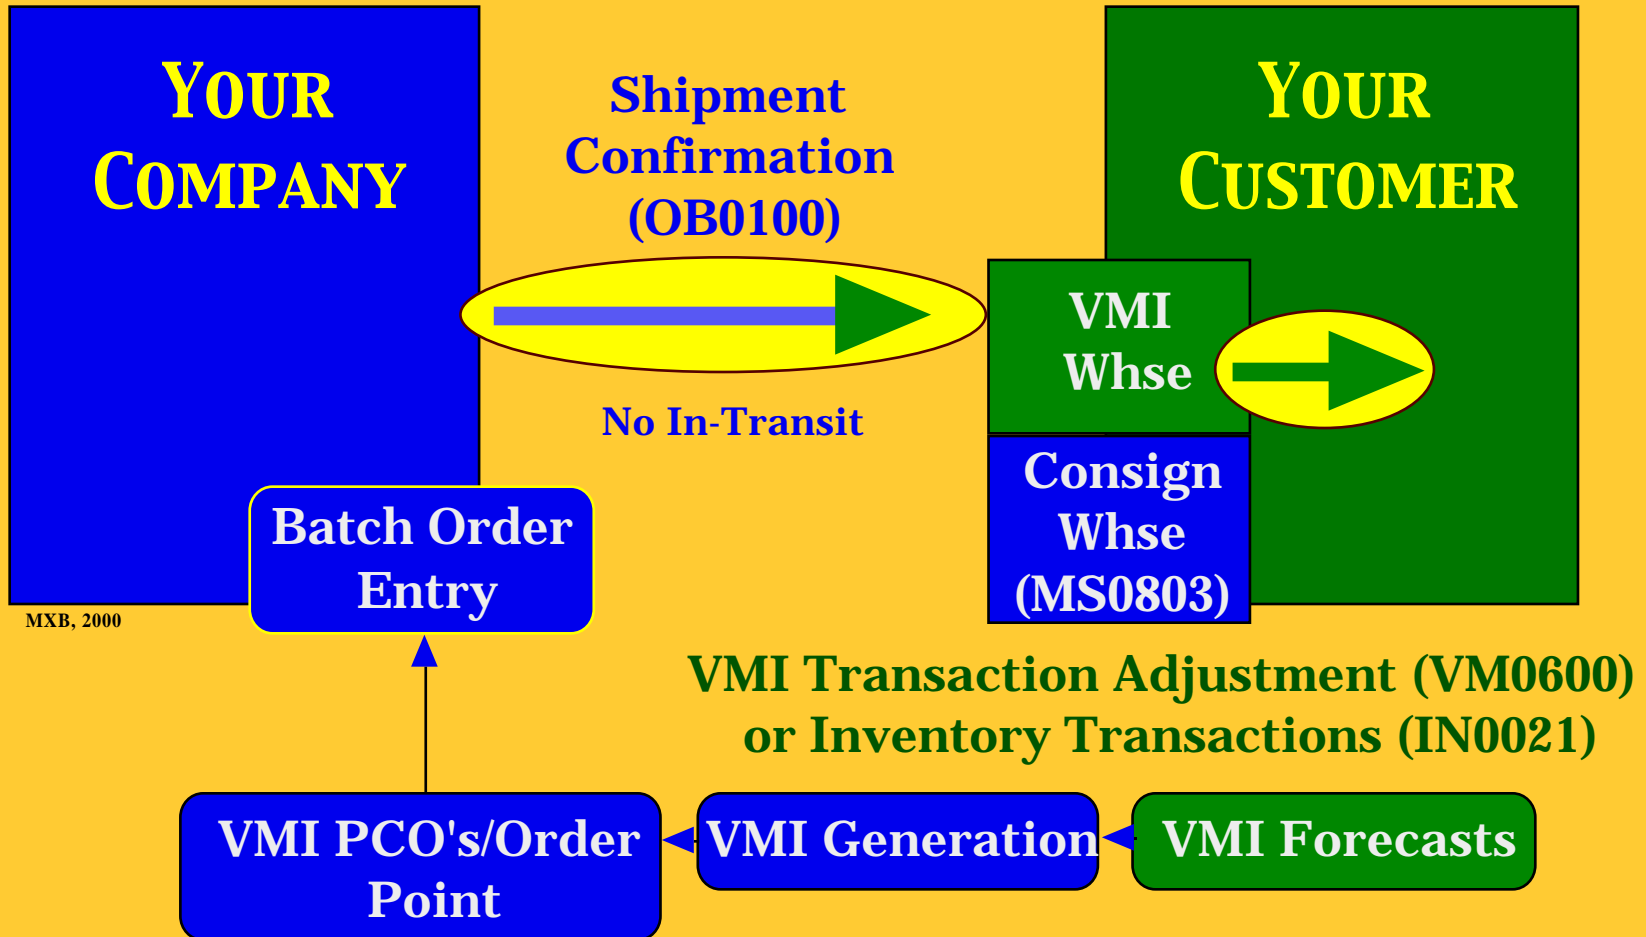 YOUR
COMPANY
Shipment
Confirmation
(OB0100)
No In-Transit
YOUR
CUSTOMER
VMI
Whse
Consign
Whse
(MS0803)
Batch Order
Entry
MXB, 2000
VMI Transaction Adjustment (VM0600)
or Inventory Transactions (IN0021)
VMI PCO's/Order
Point
VMI Generation
VMI Forecasts